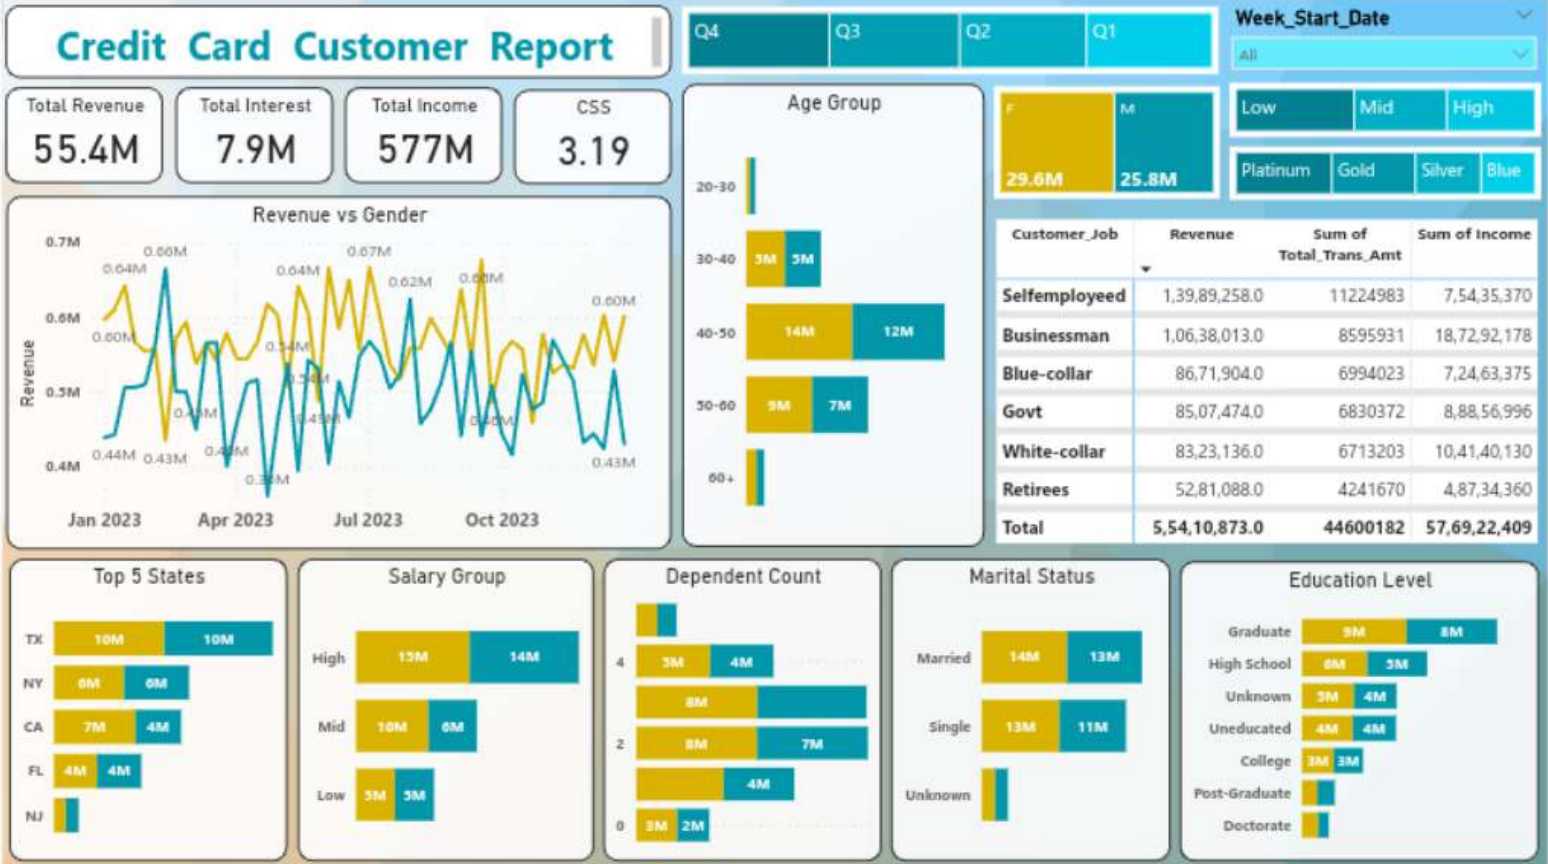 Credit Card Customer Report
Q4 Q3 Q2 Q1
Week_Start_Date
All
Total Revenue
55.4M
Total Interest
7.9M
Total Income
577M
CSS
3.19
Age Group
20-30
30-40
40-50 14M 12M
50-60 9M 7M
60+
F
29.6M
M
25.8M
Low Mid High
Platinum Gold Silver Blue
Revenue vs Gender
Revenue
0.7M
0.6M
0.5M
0.4M
0.66M
0.64M
0.60M
0.64M
0.67M
0.62M
0.60M
0.44M
0.43M
0.43M
Jan 2023 Apr 2023 Jul 2023 Oct 2023
Customer_Job Revenue Sum of Total_Trans_Amt Sum of Income
Selfemployeed 1,39,89,258.0 11224983 7,54,35,370
Businessman 1,06,38,013.0 8595931 18,72,92,178
Blue-collar 86,71,904.0 6994023 7,24,63,375
Govt 85,07,474.0 6830372 8,88,56,996
White-collar 83,23,136.0 6713203 10,41,40,130
Retirees 52,81,088.0 4241670 4,87,34,360
Total 5,54,10,873.0 44600182 57,69,22,409
Top 5 States
TX 10M 10M
NY 6M 6M
CA 7M 4M
FL 4M 4M
NJ
Salary Group
High 15M 14M
Mid 10M 6M
Low
Dependent Count
4 4M
8M
2 8M 7M
4M
0 3M 2M
Marital Status
Married 14M 13M
Single 13M 11M
Unknown
Education Level
Graduate 9M 8M
High School 6M 5M
Unknown 4M
Uneducated 4M 4M
College 3M 3M
Post-Graduate
Doctorate